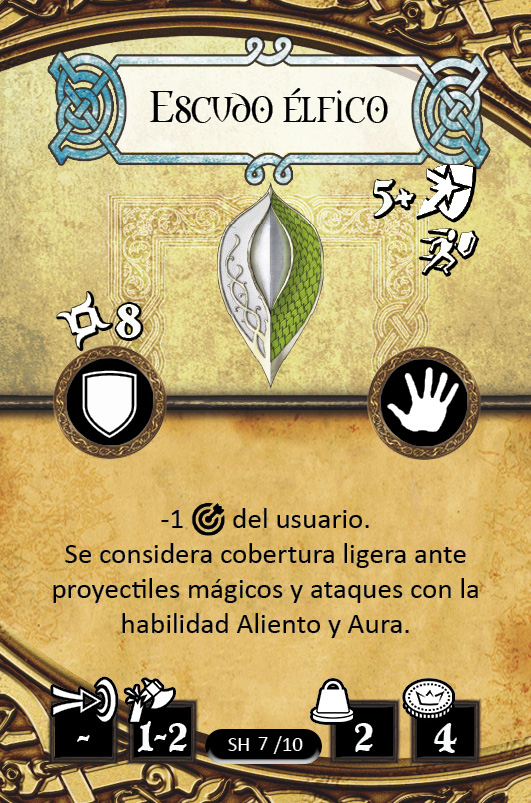 Escudo élfico
5+
8
-1 del usuario.
Se considera cobertura ligera ante
proyectiles mágicos y ataques con la
habilidad Aliento y Aura.
- 1-2 SH 7 /10 2 4